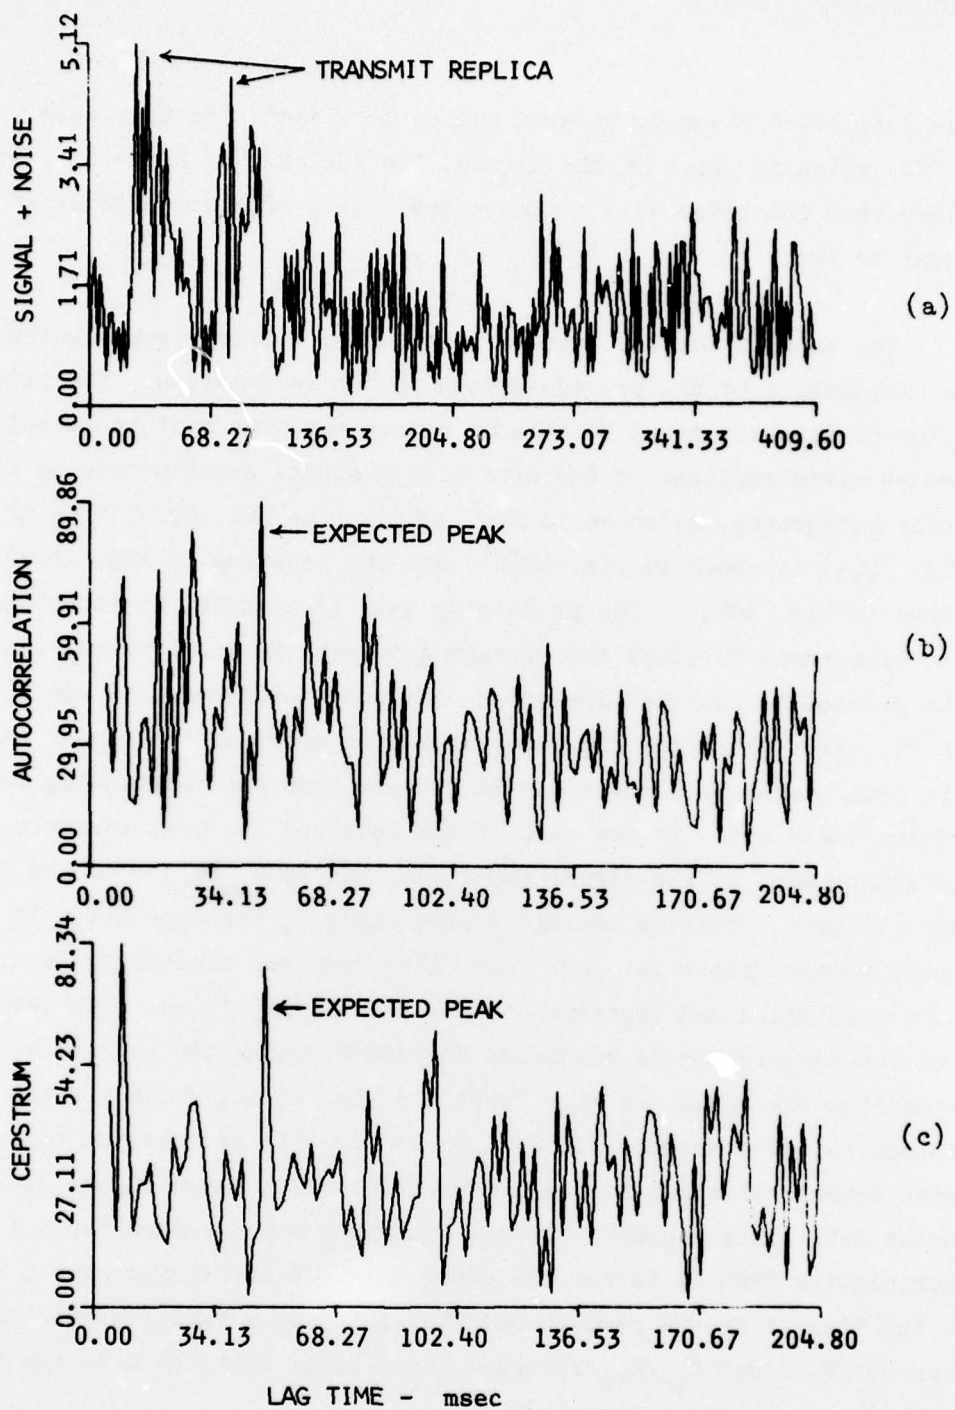 TRANSMIT REPLICA
SIGNAL + NOISE
5.12
3.41
1.71
0.00
(a)
0.00 68.27 136.53 204.80 273.07 341.33 409.60
EXPECTED PEAK
AUTOCORRELATION
89.86
59.91
29.95
0.00
(b)
0.00 34.13 68.27 102.40 136.53 170.67 204.80
EXPECTED PEAK
CEPSTRUM
81.34
54.23
27.11
0.00
(c)
0.00 34.13 68.27 102.40 136.53 170.67 204.80
LAG TIME - msec